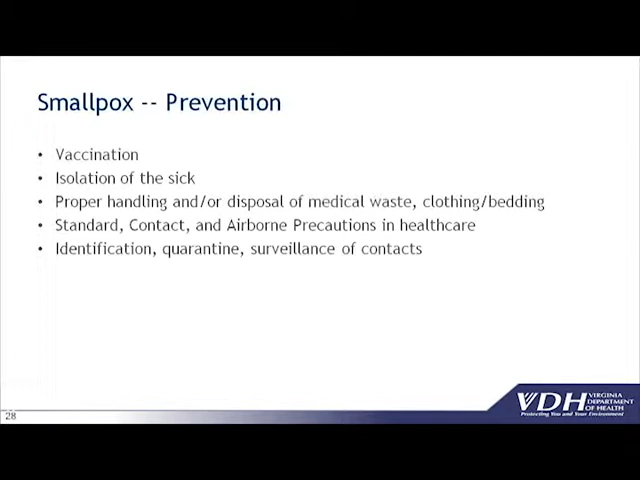 Smallpox -- Prevention
• Vaccination
• Isolation of the sick
• Proper handling and/or disposal of medical waste, clothing/bedding
• Standard, Contact, and Airborne Precautions in healthcare
• Identification, quarantine, surveillance of contacts
28
VDH VIRGINIA
DEPARTMENT
OF HEALTH
Protecting You and Your Environment